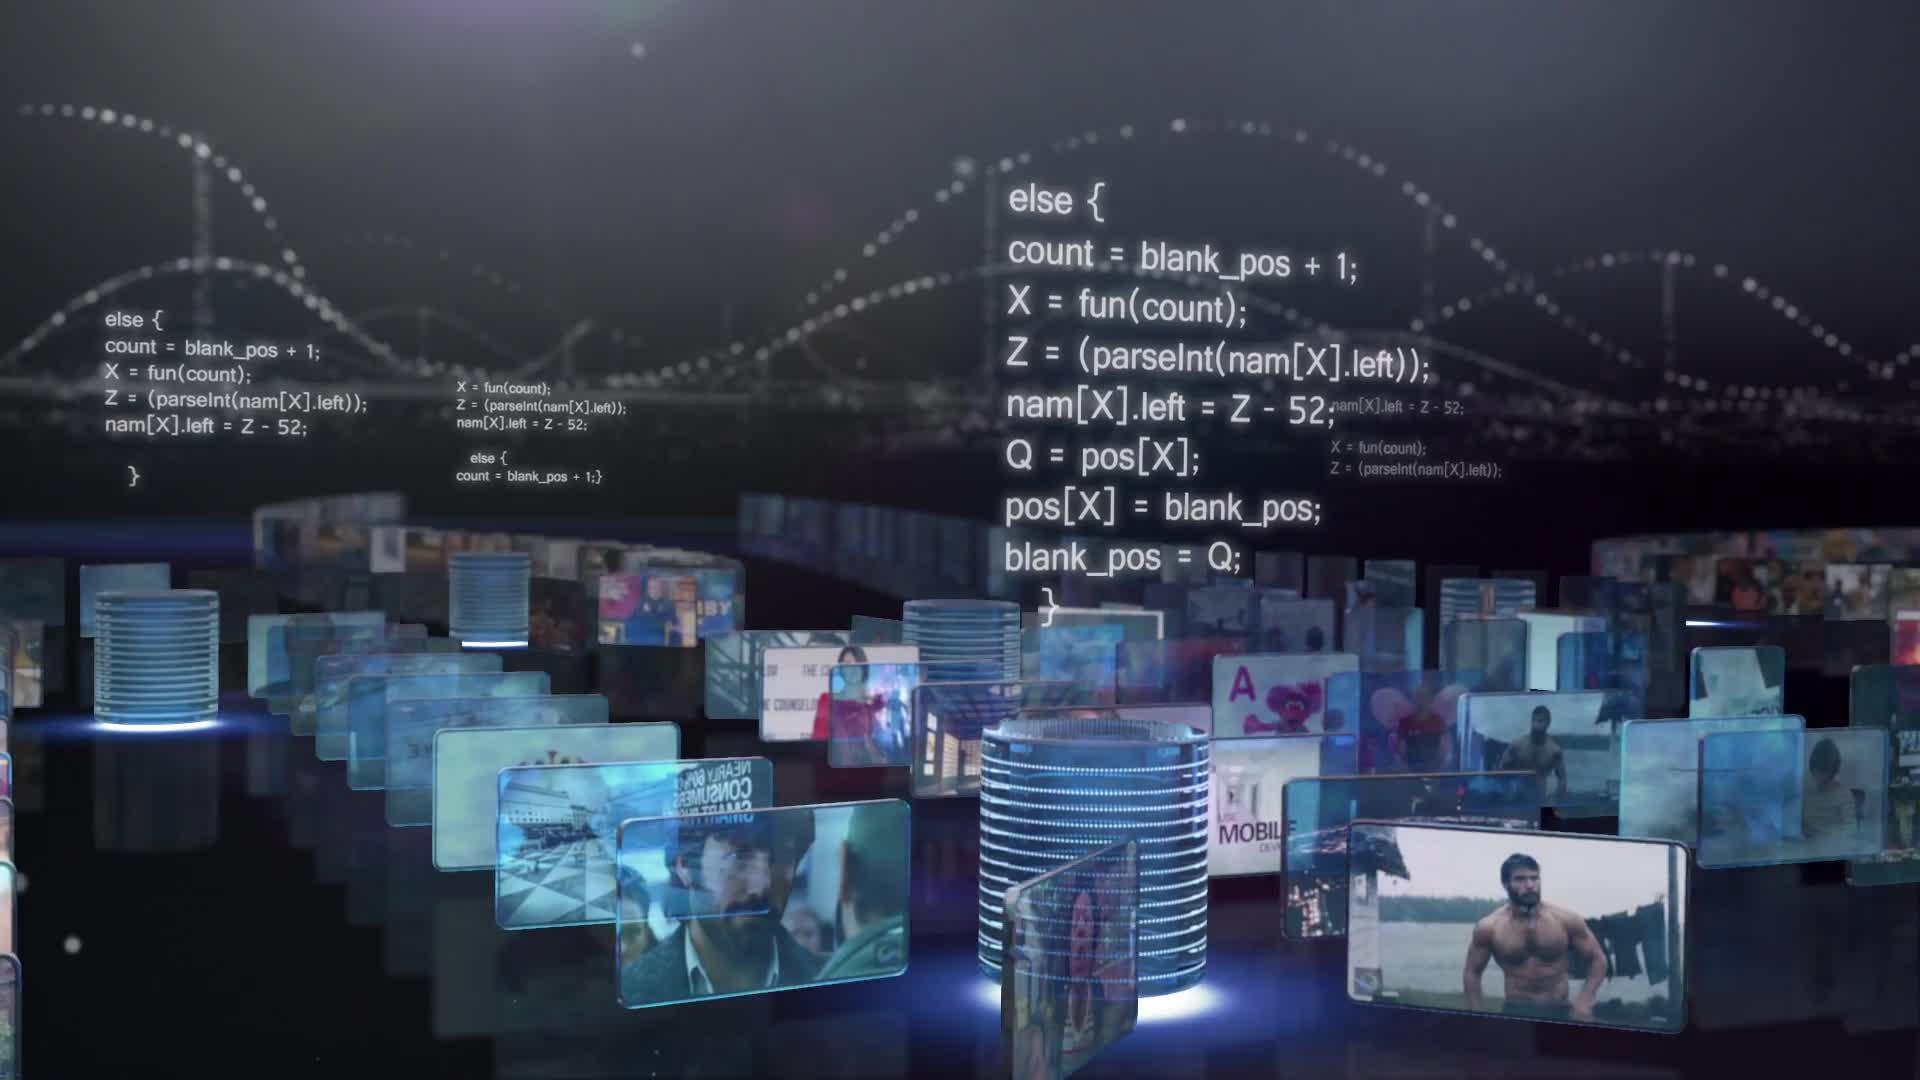 else {
count = blank_pos + 1;
X = fun(count);
Z = (parseInt(nam[X].left));
nam[X].left = Z - 52;
}
X = fun(count);
Z = (parseInt(nam[X].left));
nam[X].left = Z - 52;
else {
count = blank_pos + 1;}
else {
count = blank_pos + 1;
X = fun(count);
Z = (parseInt(nam[X].left));
nam[X].left = Z - 52;
Q = pos[X];
pos[X] = blank_pos;
blank_pos = Q;
}
nam[X].left = Z - 52;
X = fun(count);
Z = (parseInt(nam[X].left));
A
MOBILE
NEARLY 60%
CONSUMERS